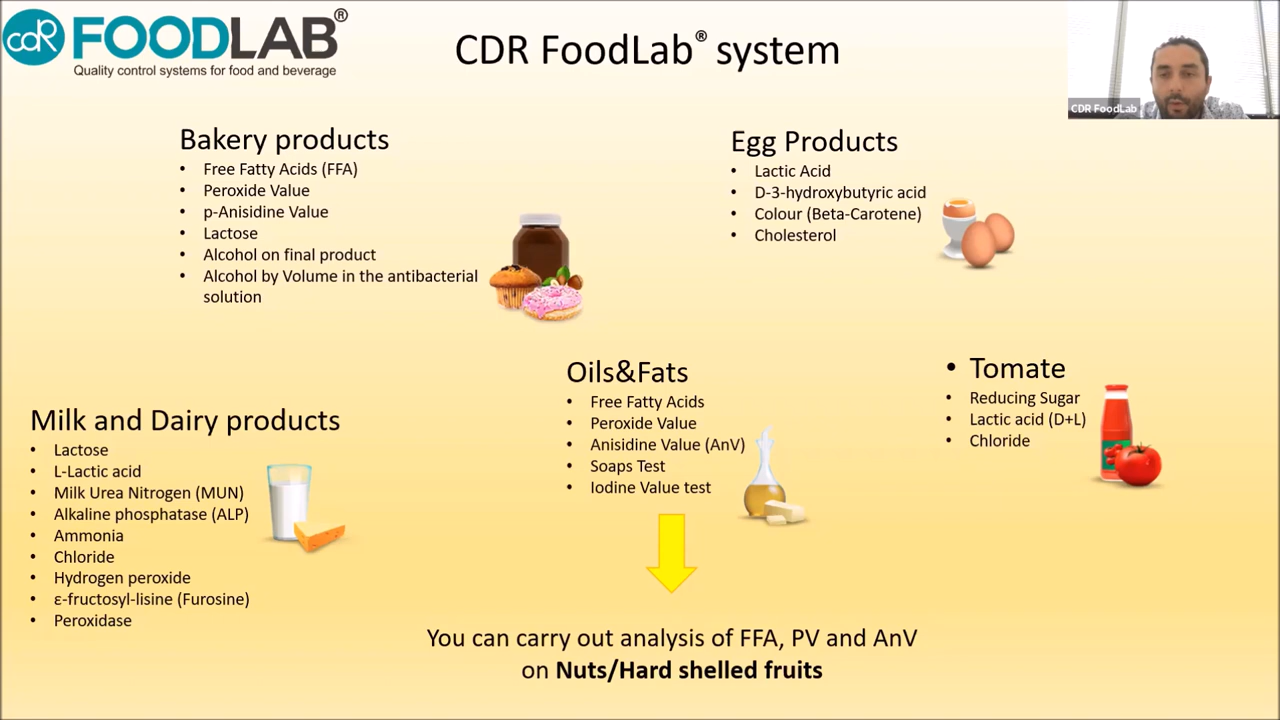 cdR FOODLAB®
Quality control systems for food and beverage
CDR FoodLab® system
CDR FoodLab
Bakery products
• Free Fatty Acids (FFA)
• Peroxide Value
• p-Anisidine Value
• Lactose
• Alcohol on final product
• Alcohol by Volume in the antibacterial
solution
Egg Products
• Lactic Acid
• D-3-hydroxybutyric acid
• Colour (Beta-Carotene)
• Cholesterol
Milk and Dairy products
• Lactose
• L-Lactic acid
• Milk Urea Nitrogen (MUN)
• Alkaline phosphatase (ALP)
• Ammonia
• Chloride
• Hydrogen peroxide
• ε-fructosyl-lisine (Furosine)
• Peroxidase
Oils&Fats
• Free Fatty Acids
• Peroxide Value
• Anisidine Value (AnV)
• Soaps Test
• Iodine Value test
• Tomate
• Reducing Sugar
• Lactic acid (D+L)
• Chloride
You can carry out analysis of FFA, PV and AnV
on Nuts/Hard shelled fruits